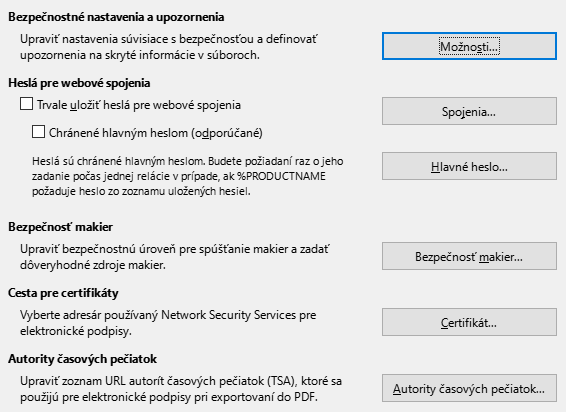 Bezpečnostné nastavenia a upozornenia
Upraviť nastavenia súvisiace s bezpečnosťou a definovať
upozornenia na skryté informácie v súboroch.
Možnosti...
Heslá pre webové spojenia
Trvale uložiť heslá pre webové spojenia
Spojenia...
Chránené hlavným heslom (odporúčané)
Heslá sú chránené hlavným heslom. Budete požiadaní raz o jeho
zadanie počas jednej relácie v prípade, ak %PRODUCTNAME
požaduje heslo zo zoznamu uložených hesiel.
Hlavné heslo...
Bezpečnosť makier
Upraviť bezpečnostnú úroveň pre spúšťanie makier a zadať
dôveryhodné zdroje makier.
Bezpečnosť makier...
Cesta pre certifikáty
Vyberte adresár používaný Network Security Services pre
elektronické podpisy.
Certifikát...
Autority časových pečiatok
Upraviť zoznam URL autorít časových pečiatok (TSA), ktoré sa
použijú pre elektronické podpisy pri exportovaní do PDF.
Autority časových pečiatok...